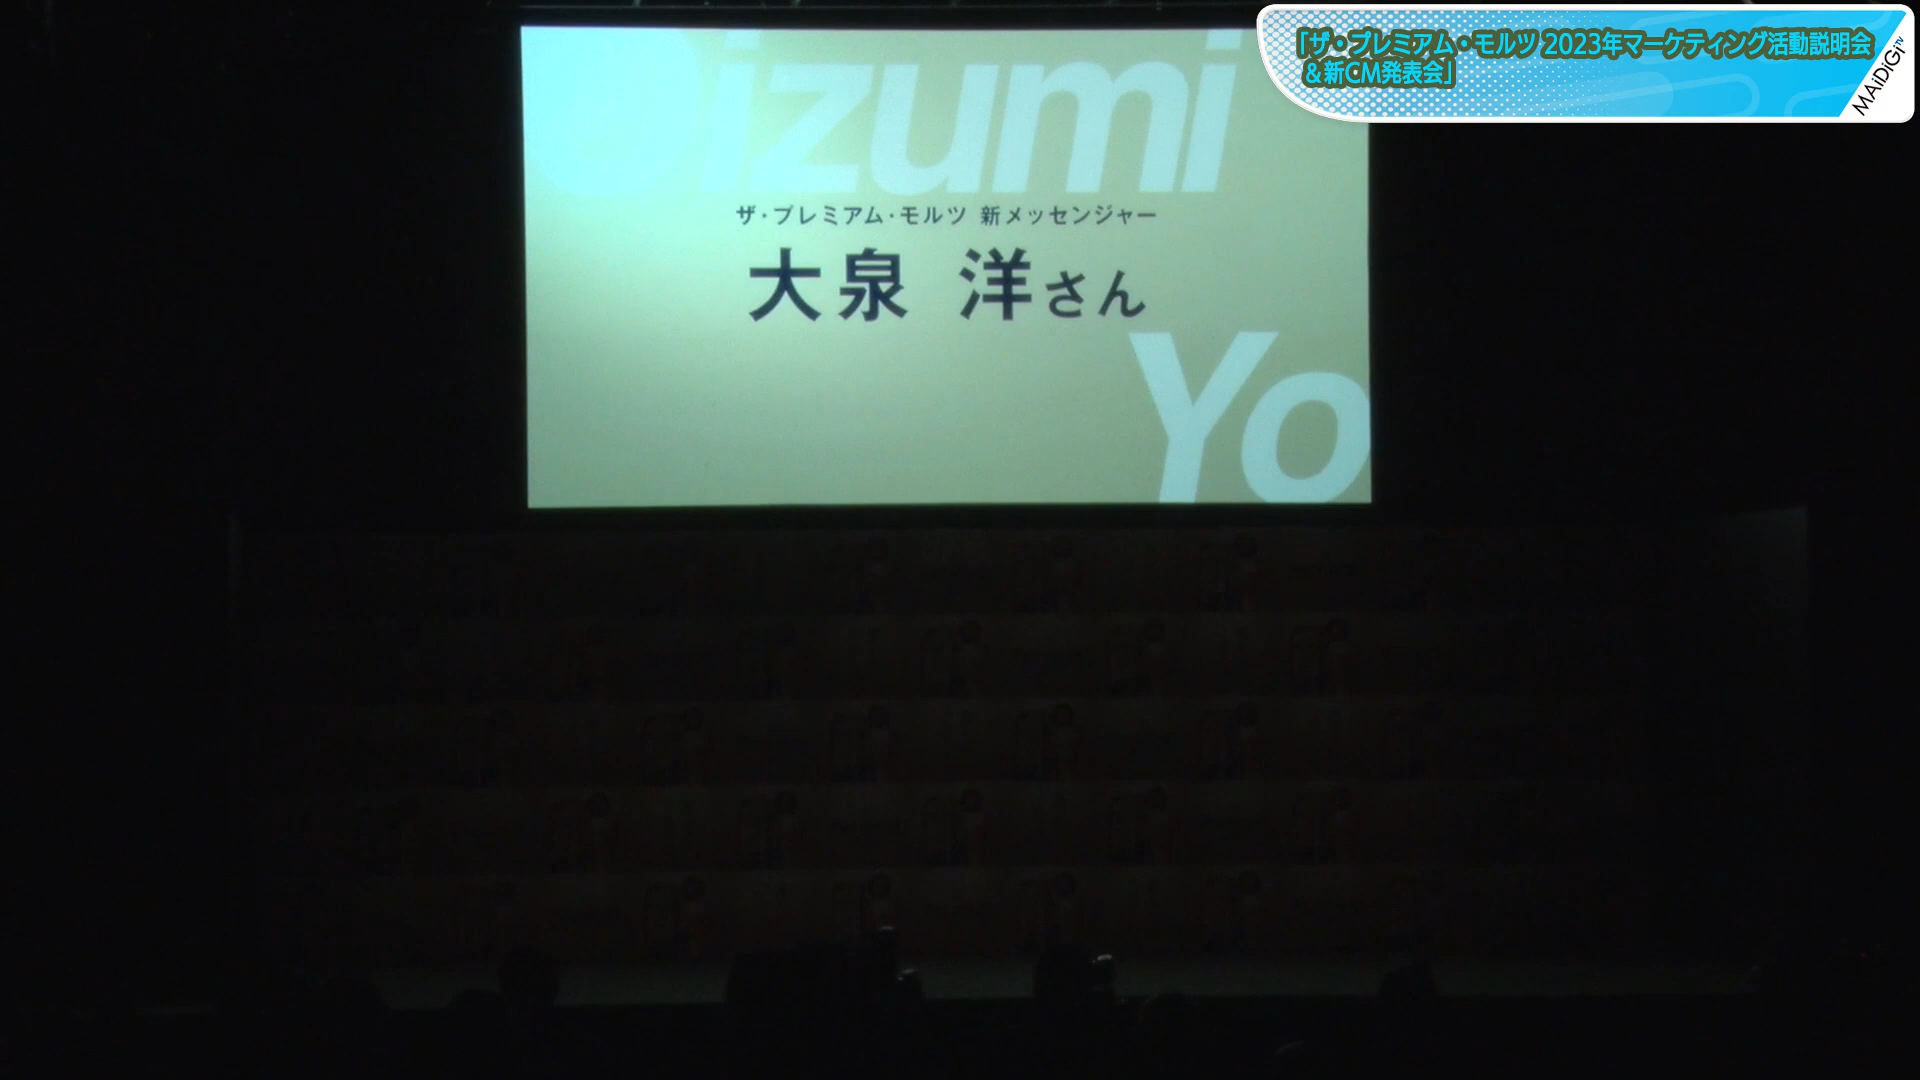 「ザ・プレミアム・モルツ 2023年マーケティング活動説明会
＆新CM発表会」
MAiDiGiTV
Oizumi
ザ・プレミアム・モルツ 新メッセンジャー
大泉 洋さん
Yo